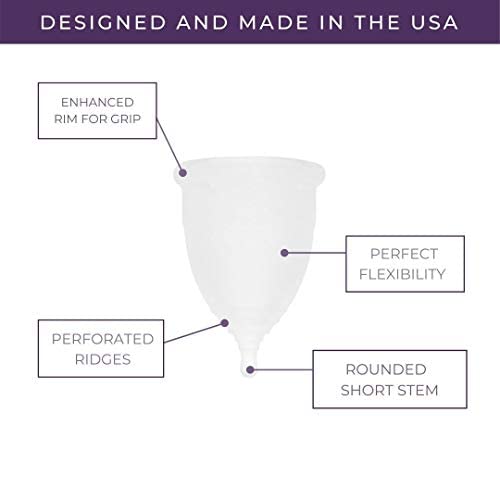 DESIGNED AND MADE IN THE USA
ENHANCED
RIM FOR GRIP
PERFECT
FLEXIBILITY
PERFORATED
RIDGES
ROUNDED
SHORT STEM